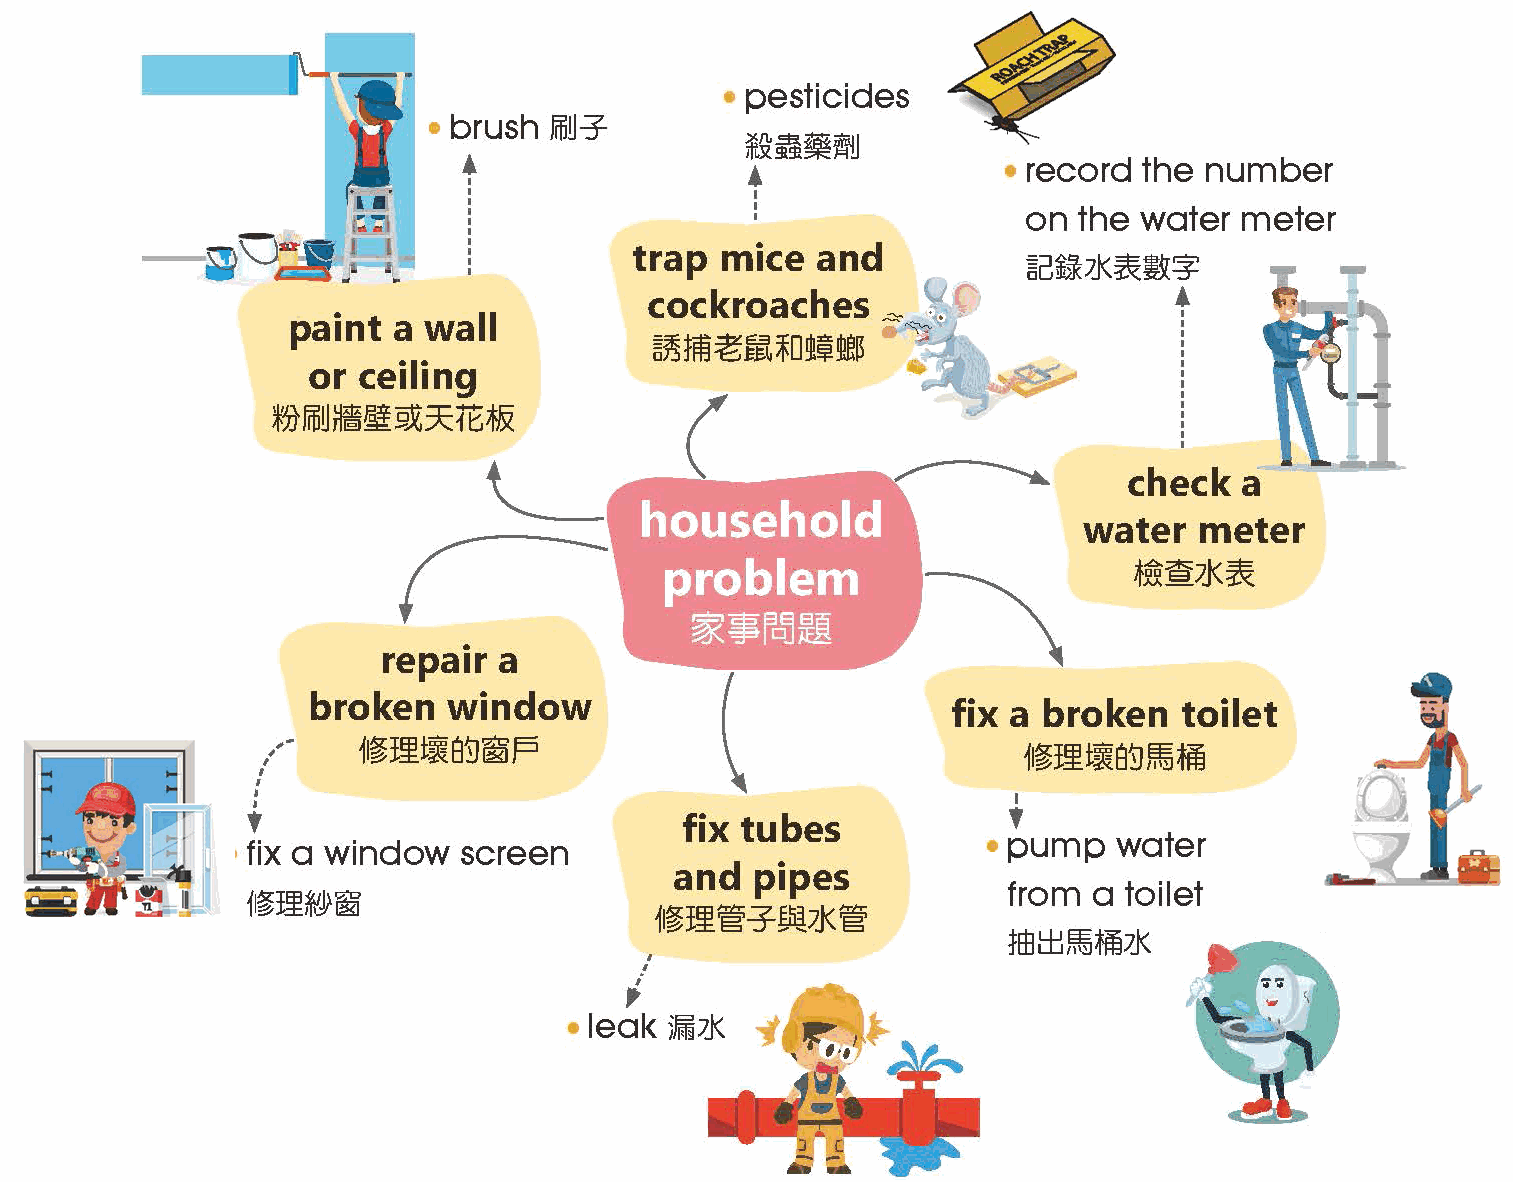 ROACH TRAP
• pesticides
殺蟲藥劑
• brush 刷子
• record the number
on the water meter
記錄水表數字
trap mice and
cockroaches
誘捕老鼠和蟑螂
paint a wall
or ceiling
粉刷牆壁或天花板
check a
water meter
檢查水表
household
problem
家事問題
repair a
broken window
修理壞的窗戶
• fix a window screen
修理紗窗
fix a broken toilet
修理壞的馬桶
• pump water
from a toilet
抽出馬桶水
fix tubes
and pipes
修理管子與水管
• leak 漏水